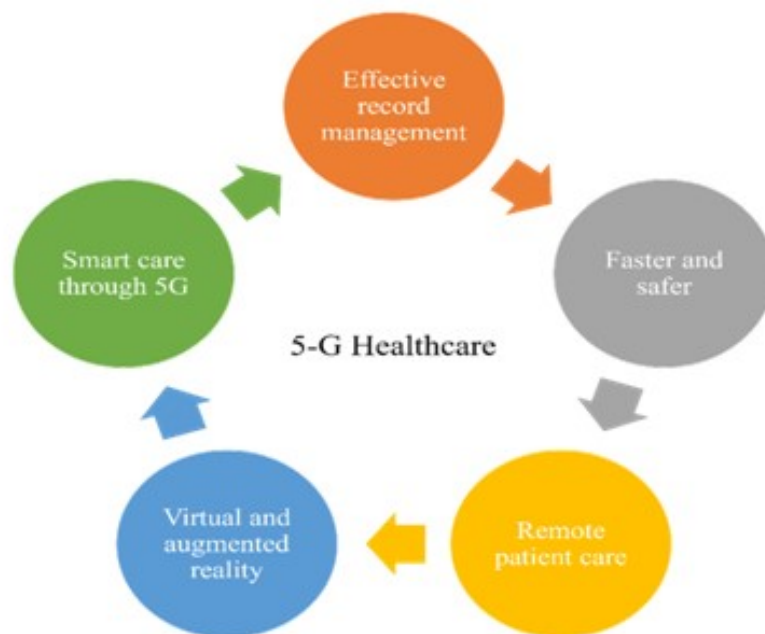 Effective
record
management
Faster and
safer
Remote
patient care
Virtual and
augmented
reality
Smart care
through 5G
5-G Healthcare